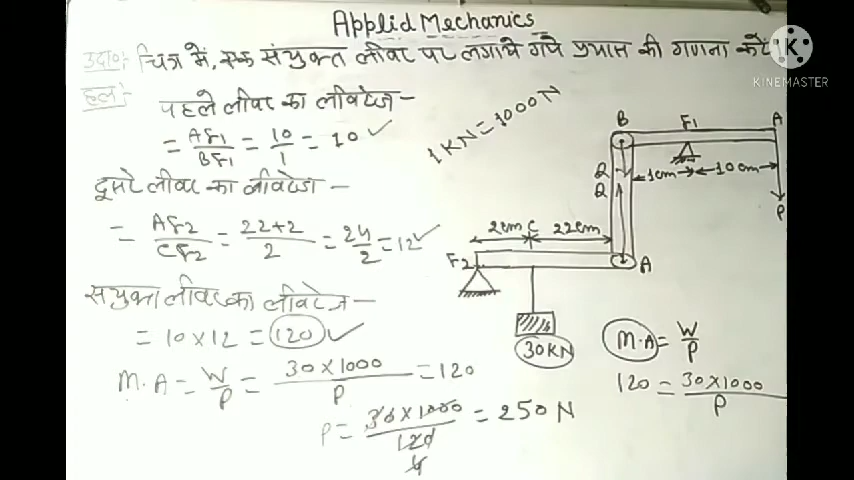 Applid Mechanics
उदा०: चित्र में, एक संयुक्त लीवर पर लगाये गये प्रयास की गणना करें
K
KINEMASTER
हल:
पहले लीवर का लीवरेज -
= AF1/BF1 = 10/1 = 10 ✓
1KN = 1000N
दूसरे लीवर का लीवरेज -
= AF2/CF2 = 22+2/2 = 24/2 = 12 ✓
संयुक्त लीवर का लीवरेज -
= 10 × 12 = 120 ✓
M.A = W/P = 30×1000/P = 120
P = 30×1000/120 = 250 N
4
B F1 A
1cm 10cm
Q
Q
P
2cm C 22cm
F2 A
30KN
M.A = W/P
120 = 30×1000/P